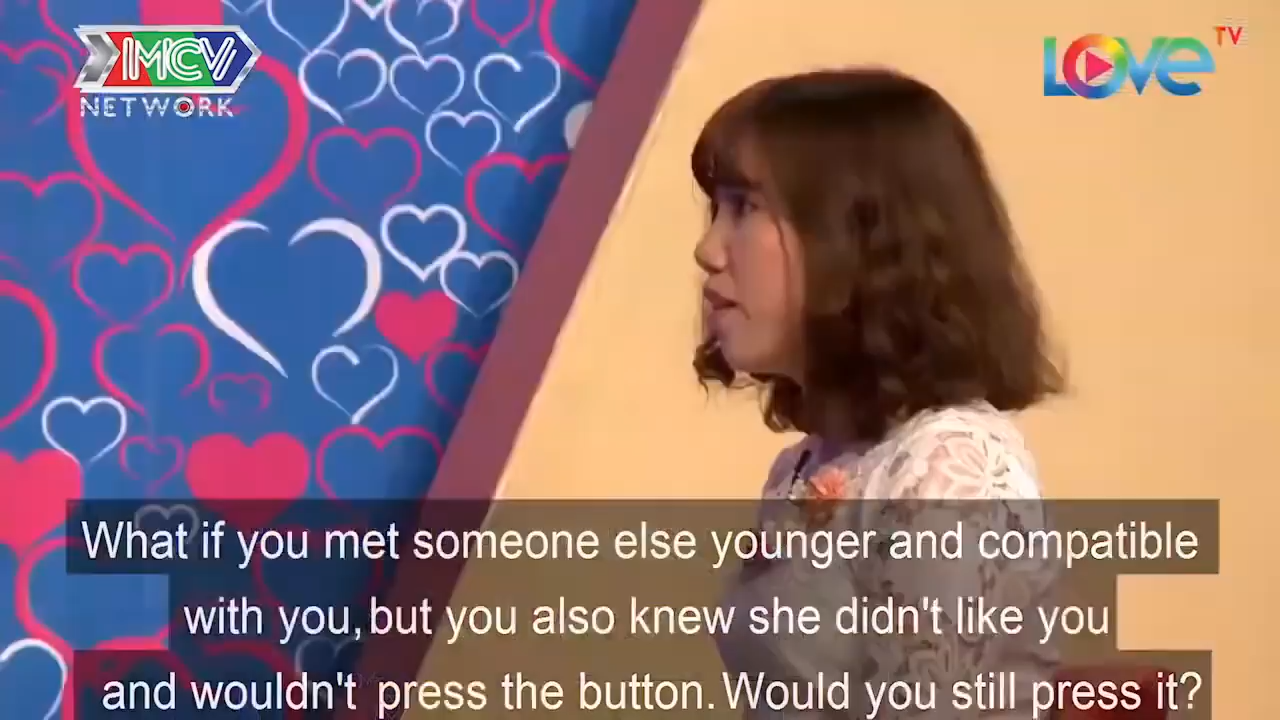 MCV
NETWORK
LOVE TV
What if you met someone else younger and compatible
with you,but you also knew she didn't like you
and wouldn't press the button.Would you still press it?